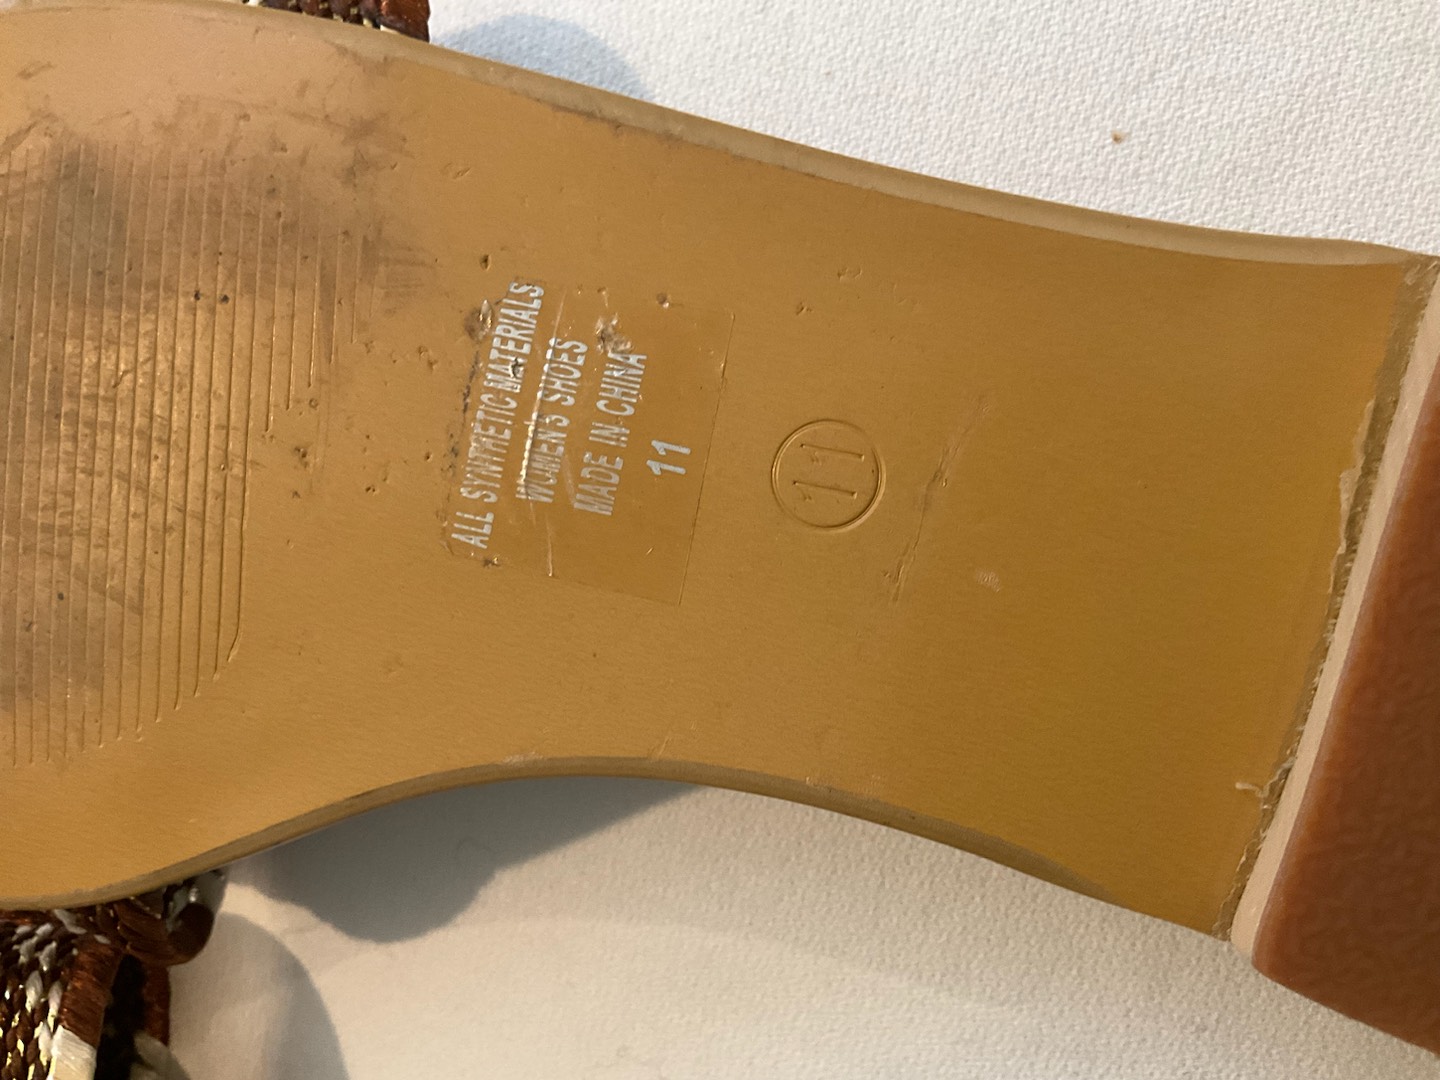 ALL SYNTHETIC MATERIALS
WOMEN'S SHOES
MADE IN CHINA
11
11